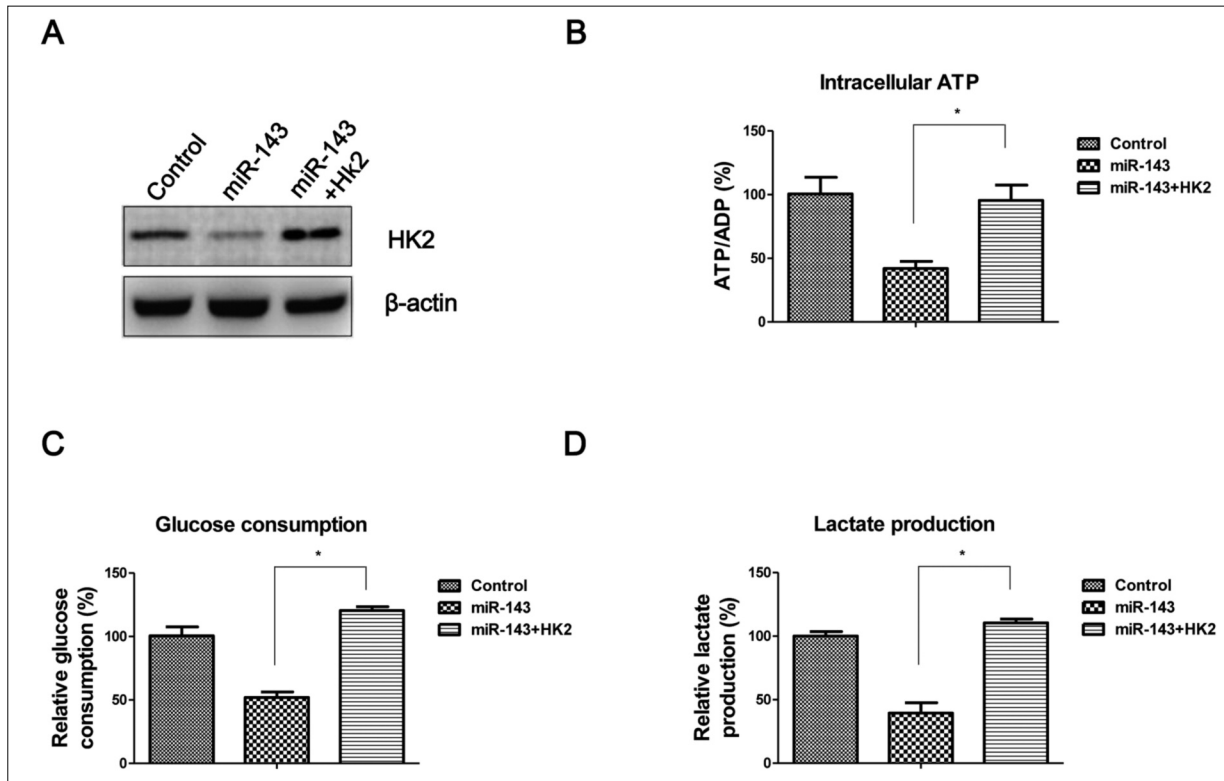 A
Control
miR-143
miR-143
+Hk2
HK2
β-actin
B
Intracellular ATP
*
ATP/ADP (%)
150
100
50
0
Control
miR-143
miR-143+HK2
C
Glucose consumption
*
Relative glucose
consumption (%)
150
100
50
0
Control
miR-143
miR-143+HK2
D
Lactate production
*
Relative lactate
production (%)
150
100
50
0
Control
miR-143
miR-143+HK2